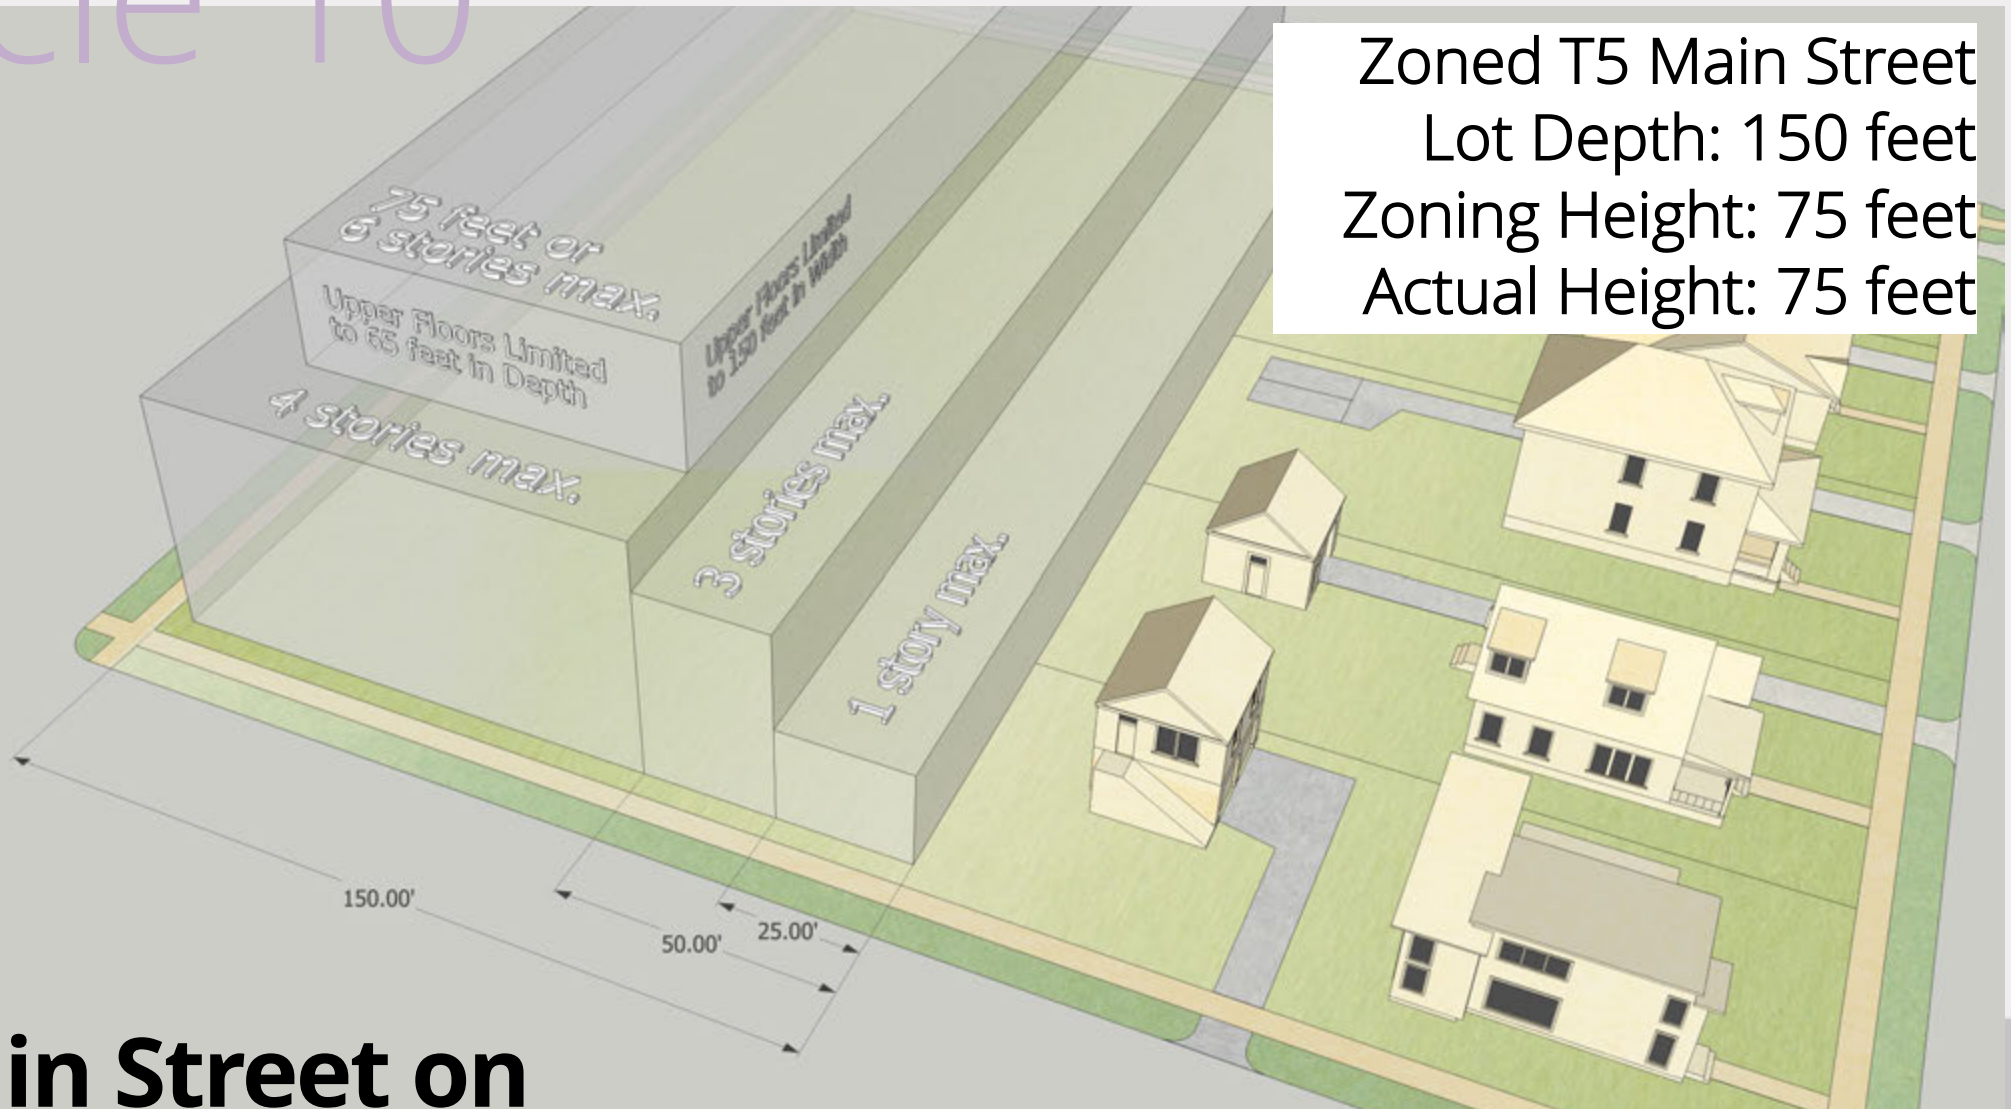 cle 10
Zoned T5 Main Street
Lot Depth: 150 feet
Zoning Height: 75 feet
Actual Height: 75 feet
75 feet or
6 stories max.
Upper Floors Limited
to 65 feet in Depth
Upper Floors Limited
to 150 feet in Width
4 stories max.
3 stories max.
1 story max.
150.00'
50.00'
25.00'
in Street on